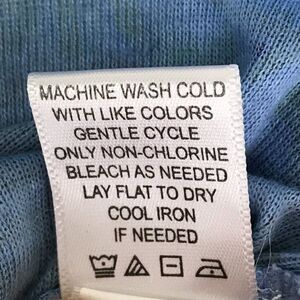 MACHINE WASH COLD
WITH LIKE COLORS
GENTLE CYCLE
ONLY NON-CHLORINE
BLEACH AS NEEDED
LAY FLAT TO DRY
COOL IRON
IF NEEDED